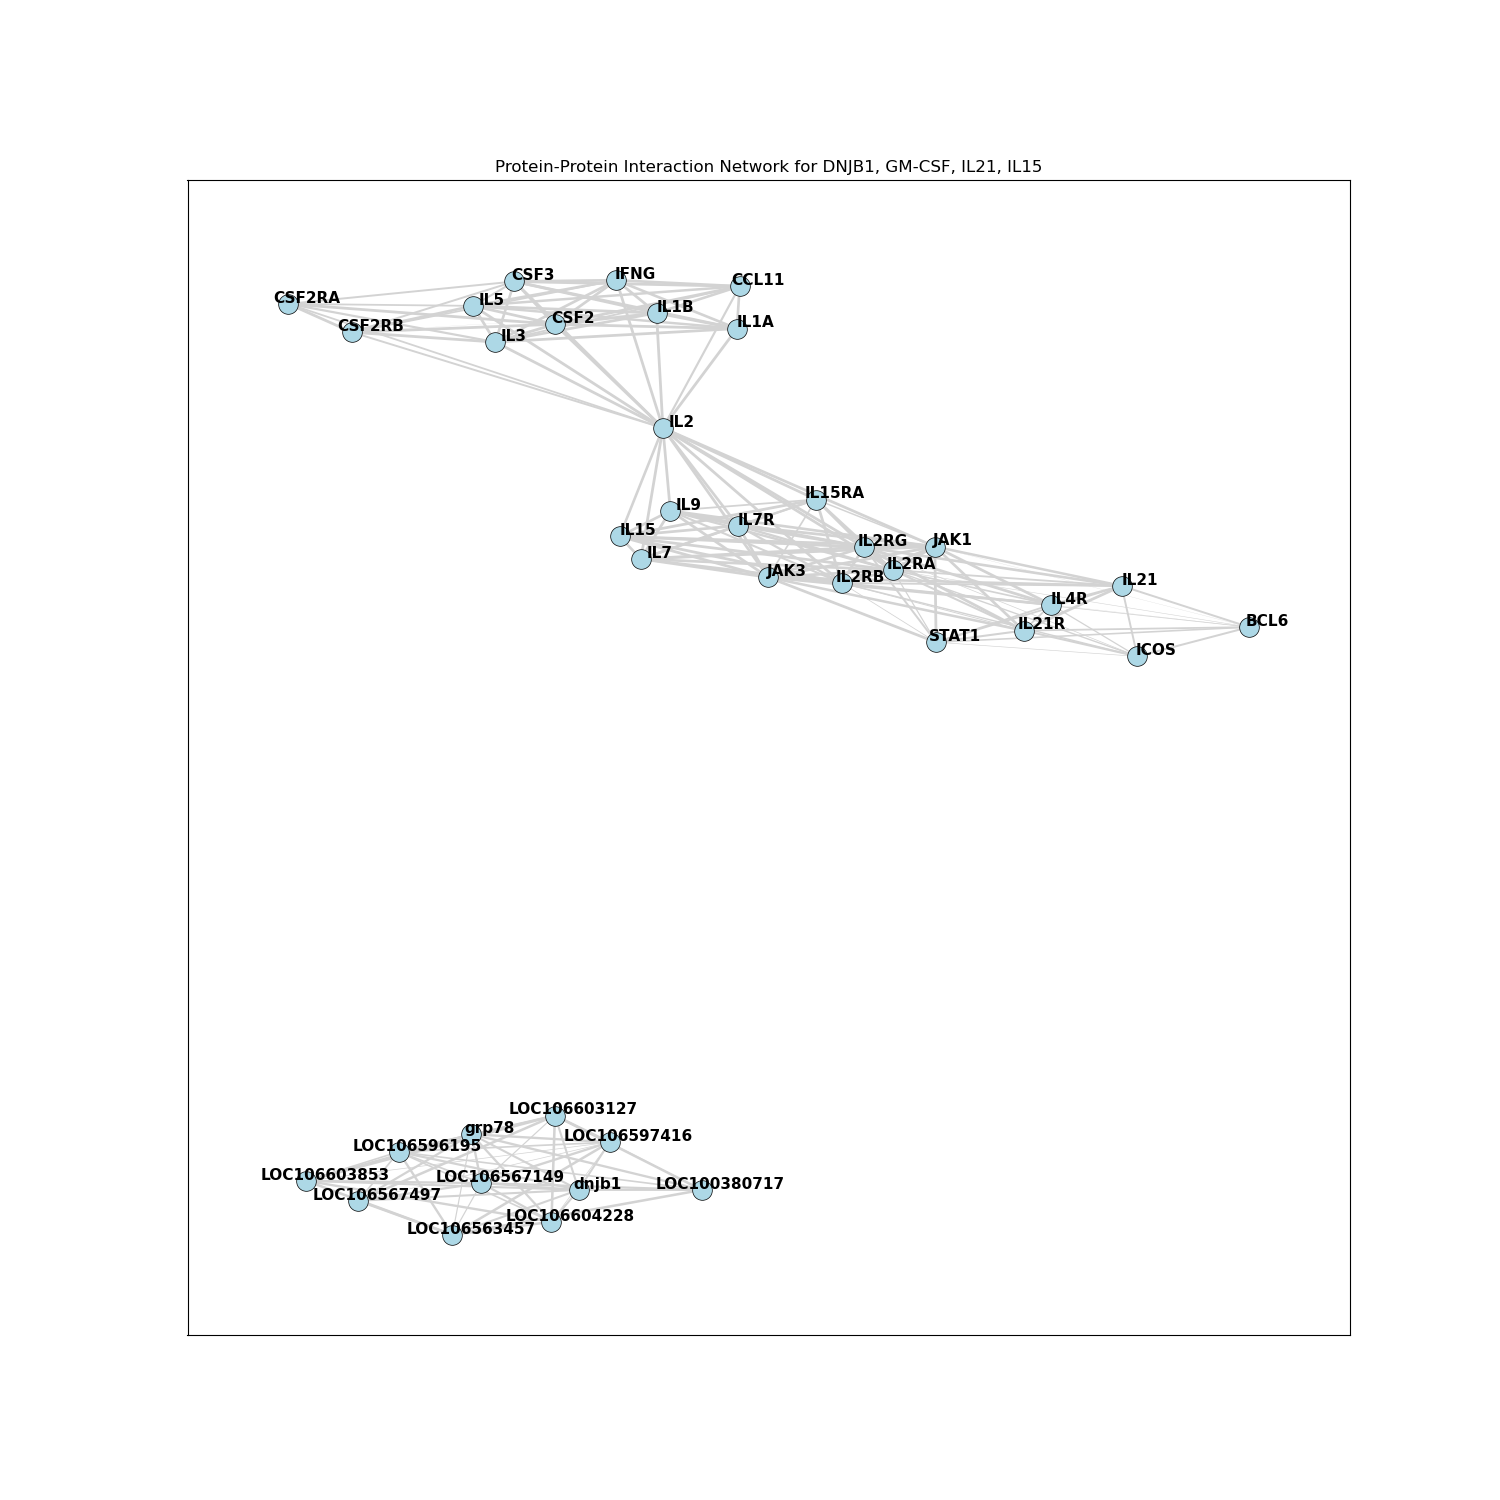 Protein-Protein Interaction Network for DNJB1, GM-CSF, IL21, IL15
CSF3
IFNG
CCL11
CSF2RA
IL5
IL1B
CSF2RB
CSF2
IL1A
IL3
IL2
IL15RA
IL9
IL7R
IL15
IL2RG
JAK1
IL7
JAK3
IL2RB
IL2RA
IL21
IL4R
IL21R
BCL6
STAT1
ICOS
LOC106603127
grp78
LOC106597416
LOC106596195
LOC106603853
LOC106567149
dnjb1
LOC100380717
LOC106567497
LOC106604228
LOC106563457